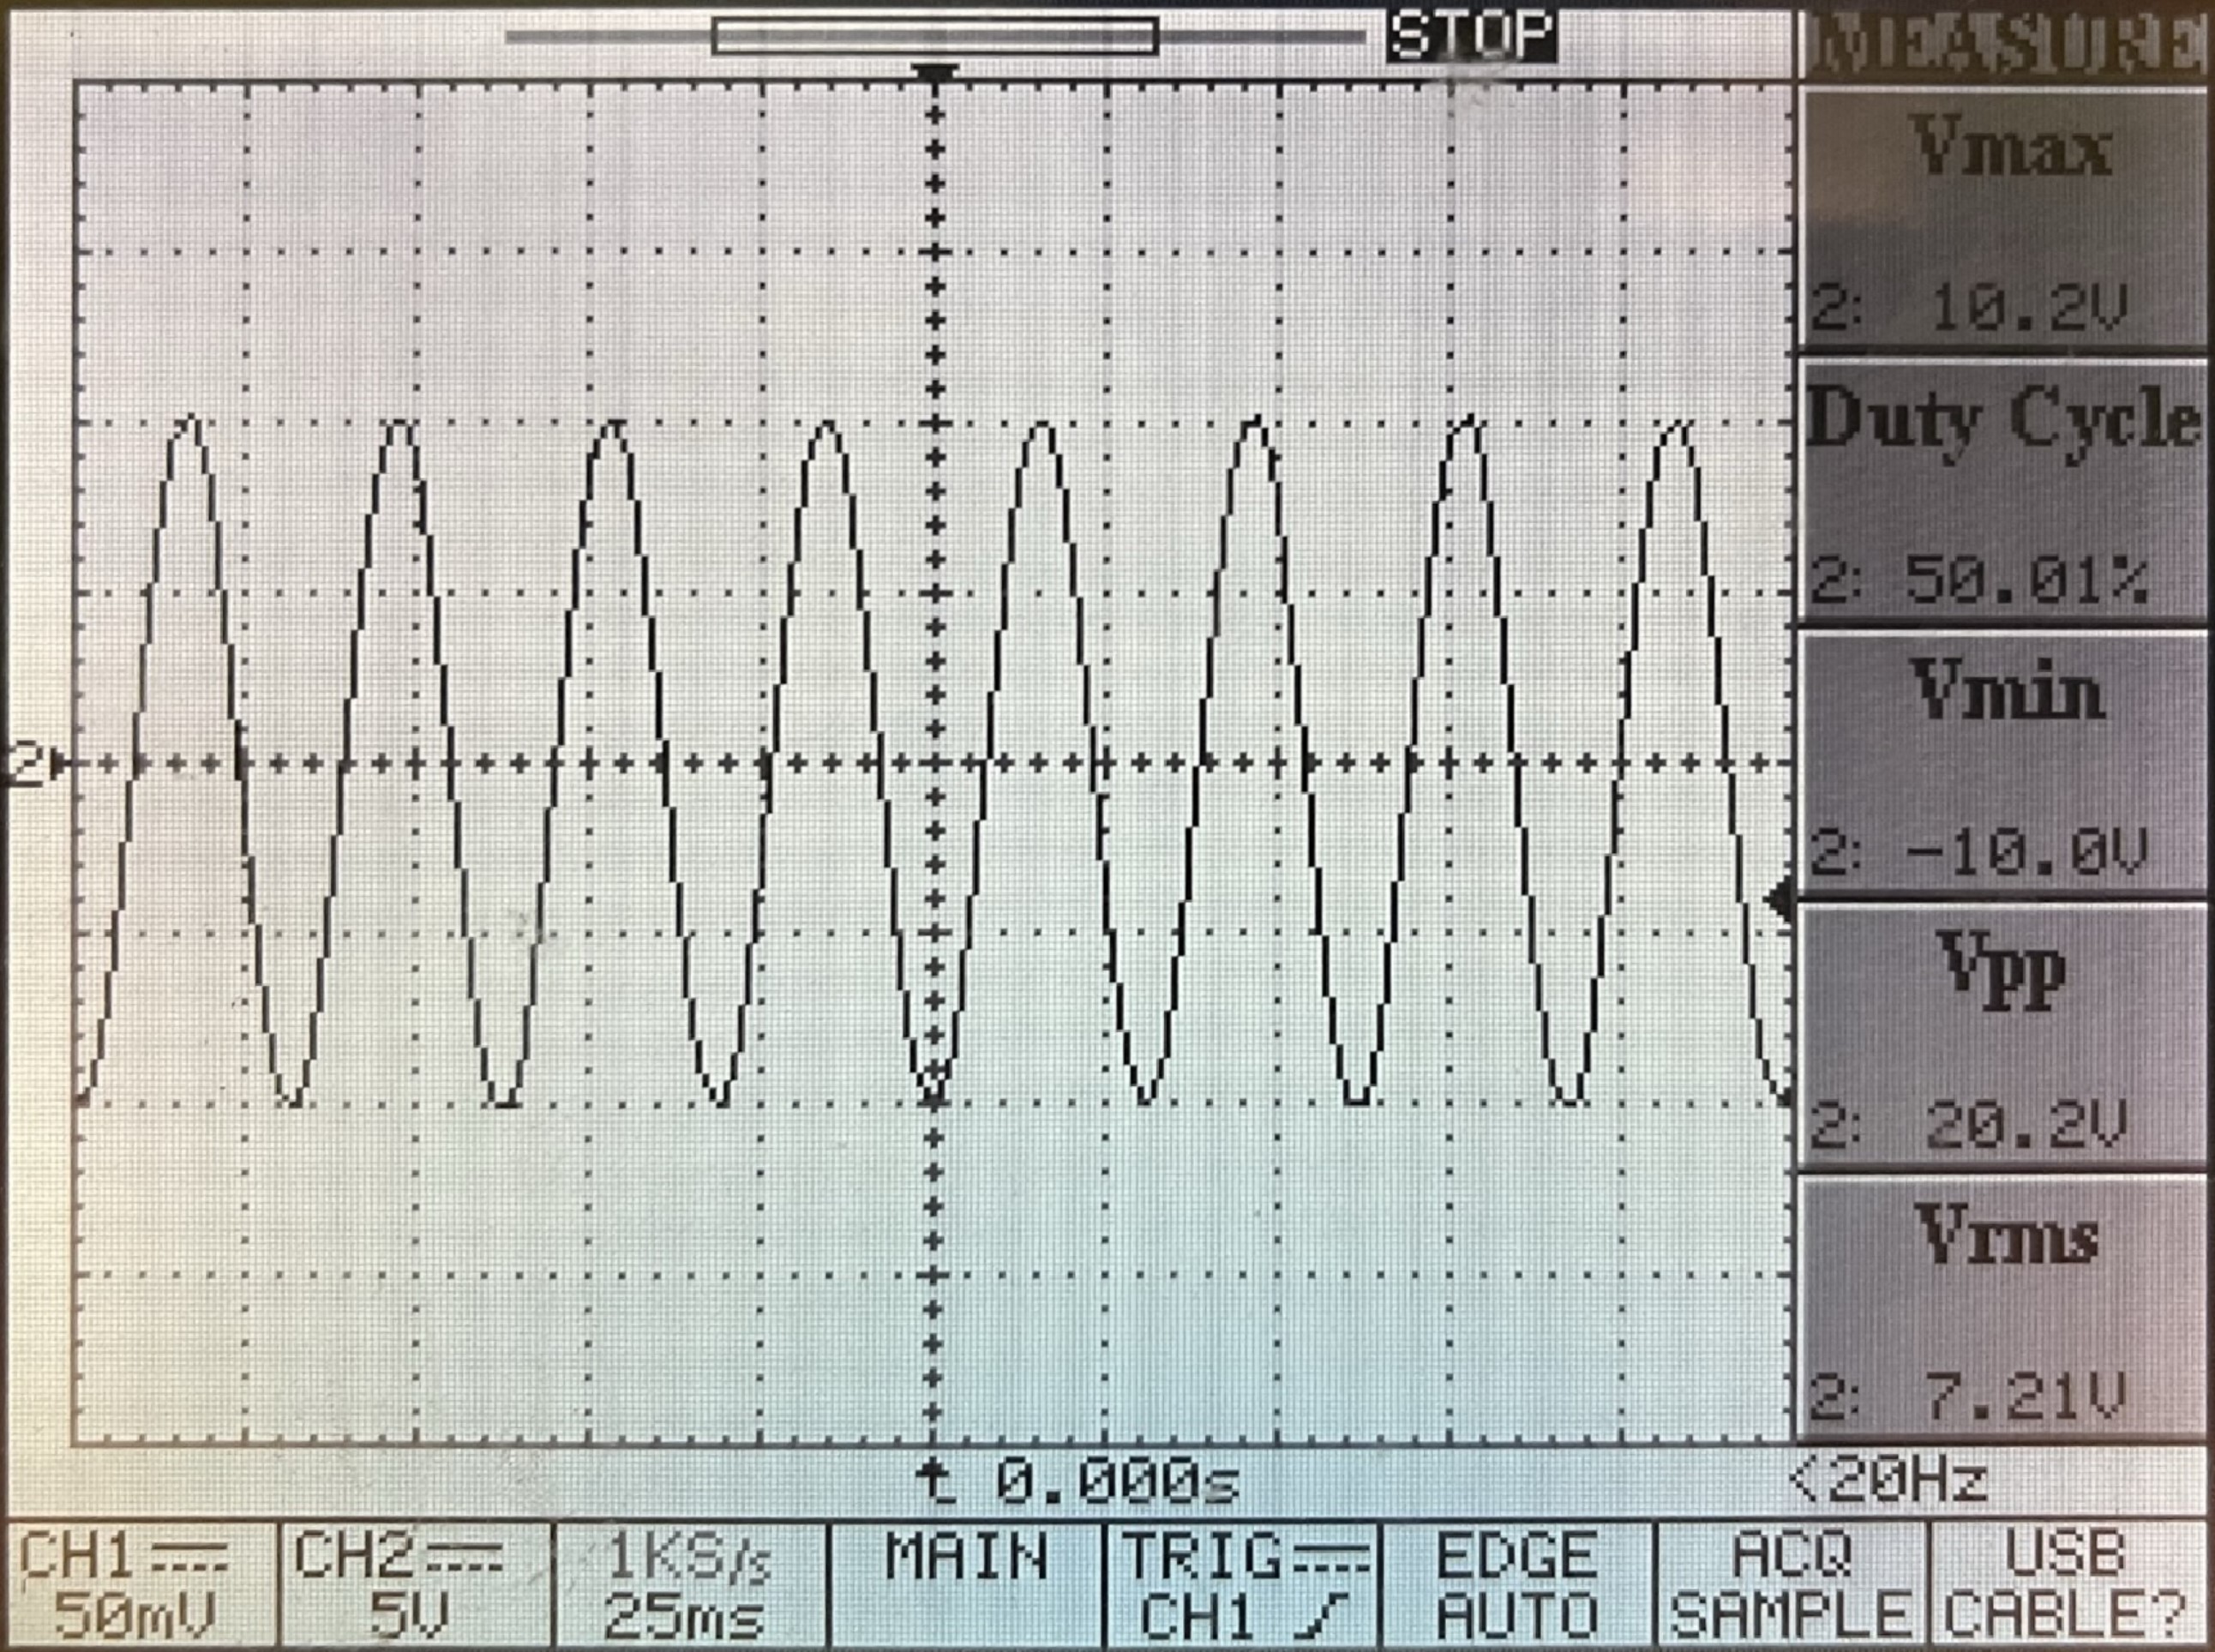 STOP
MEASURE
Vmax
2: 10.2V
Duty Cycle
2: 50.01%
Vmin
2: -10.0V
Vpp
2: 20.2V
Vrms
2: 7.21V
2
0.000s
<20Hz
CH1
50mV
CH2
5V
1KS/s
25ms
MAIN
TRIG
CH1
EDGE
AUTO
ACQ
SAMPLE
USB
CABLE?